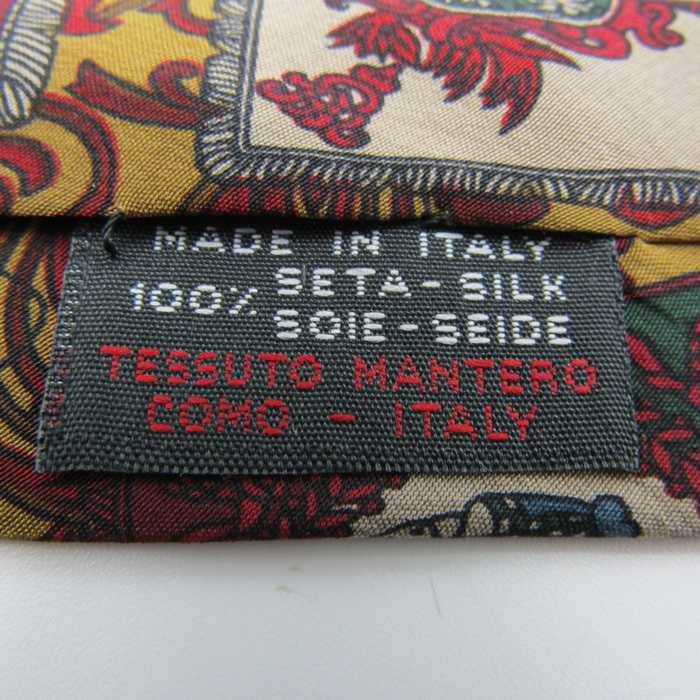 MADE IN ITALY
100% SETA-SILK
SOIE-SEIDE
TESSUTO MANTERO
COMO - ITALY